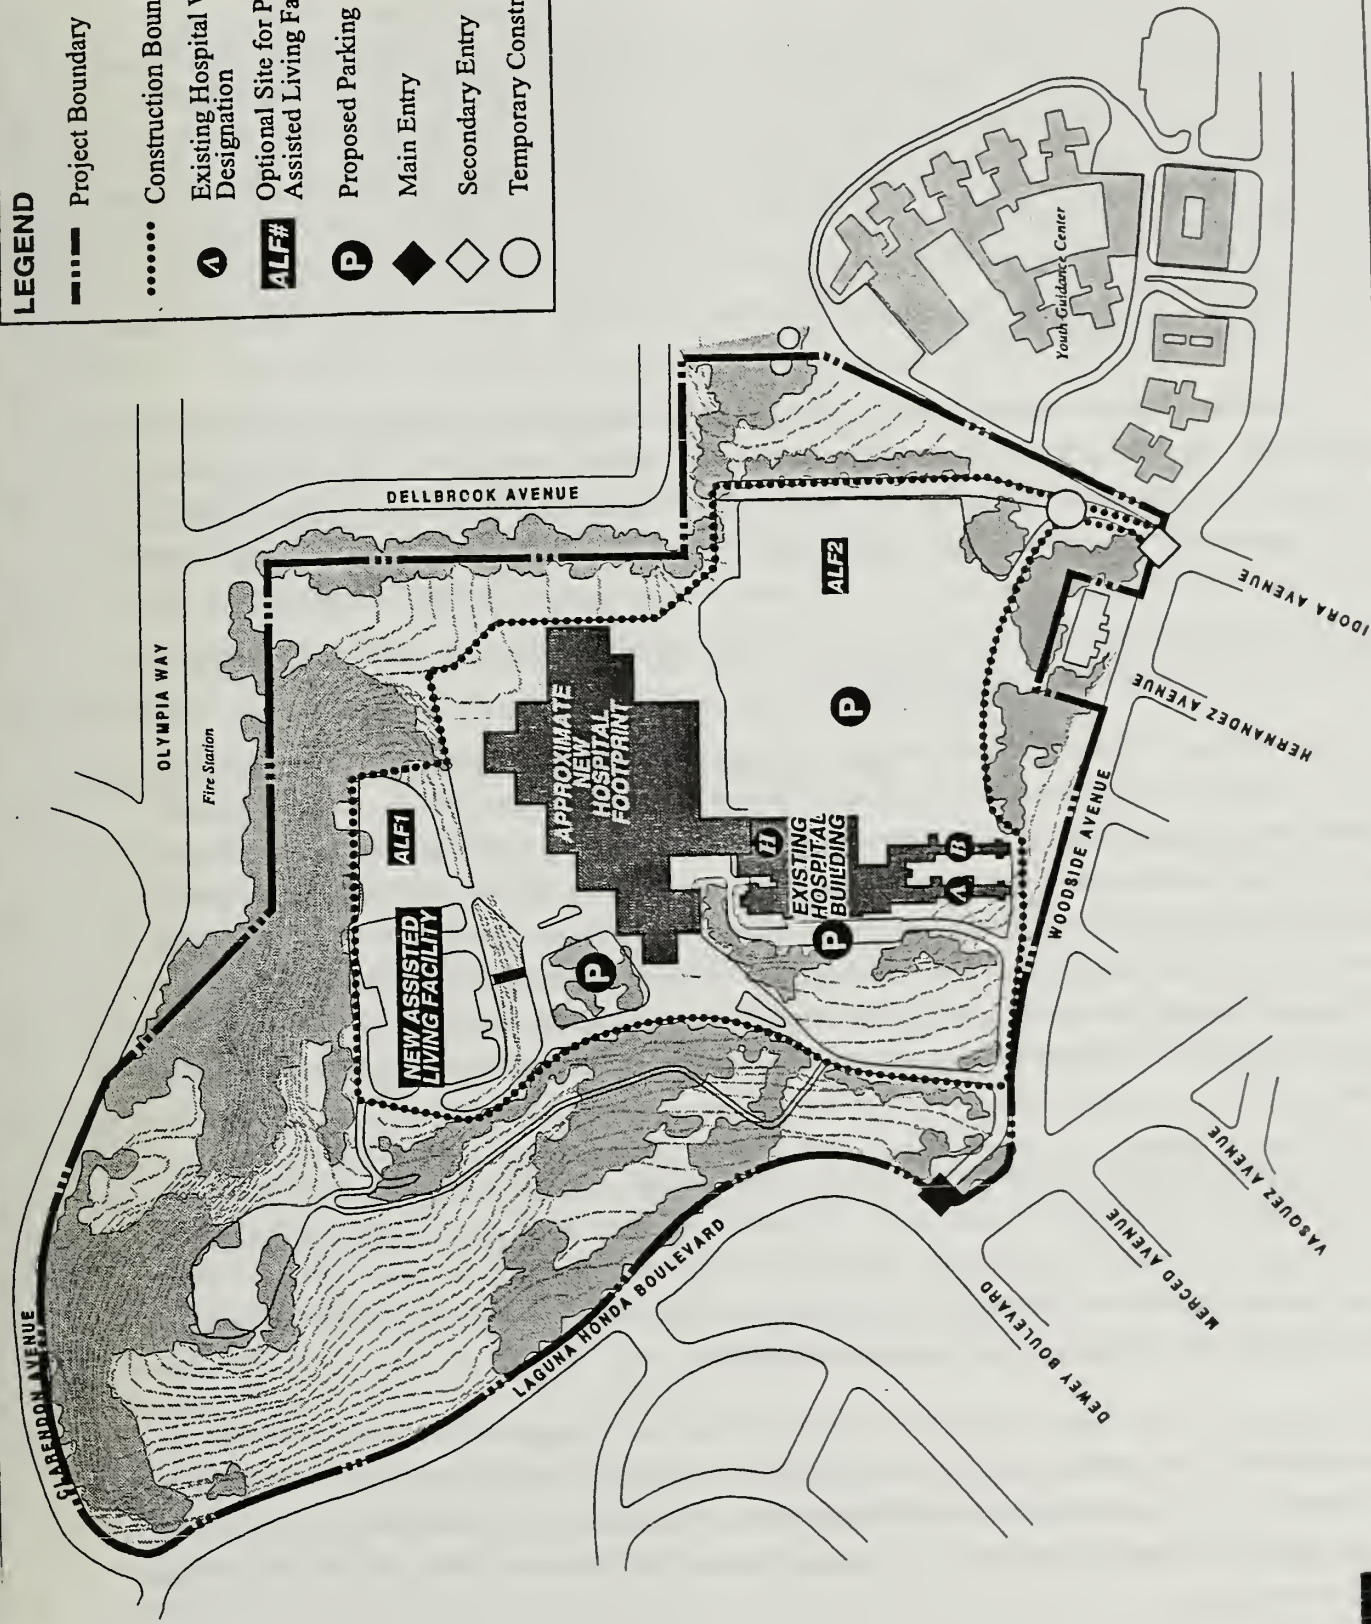 LEGEND
Project Boundary
Construction
Existing Hospital
Designation
A
Optional Site for
Assisted Living
ALF#
Proposed Parking
P
Main Entry
Secondary Entry
Temporary
CLARENDON AVENUE
OLYMPIA WAY
Fire Station
DELLBROOK AVENUE
ALF1
NEW ASSISTED
LIVING FACILITY
APPROXIMATE
NEW
HOSPITAL
FOOTPRINT
P
ALF2
P
H
EXISTING
HOSPITAL
BUILDING
P
A
B
Youth Guidance Center
LAGUNA HONDA BOULEVARD
WOODSIDE AVENUE
IDORA AVENUE
HERNANDEZ AVENUE
VASQUEZ AVENUE
MERCED AVENUE
DEWEY BOULEVARD